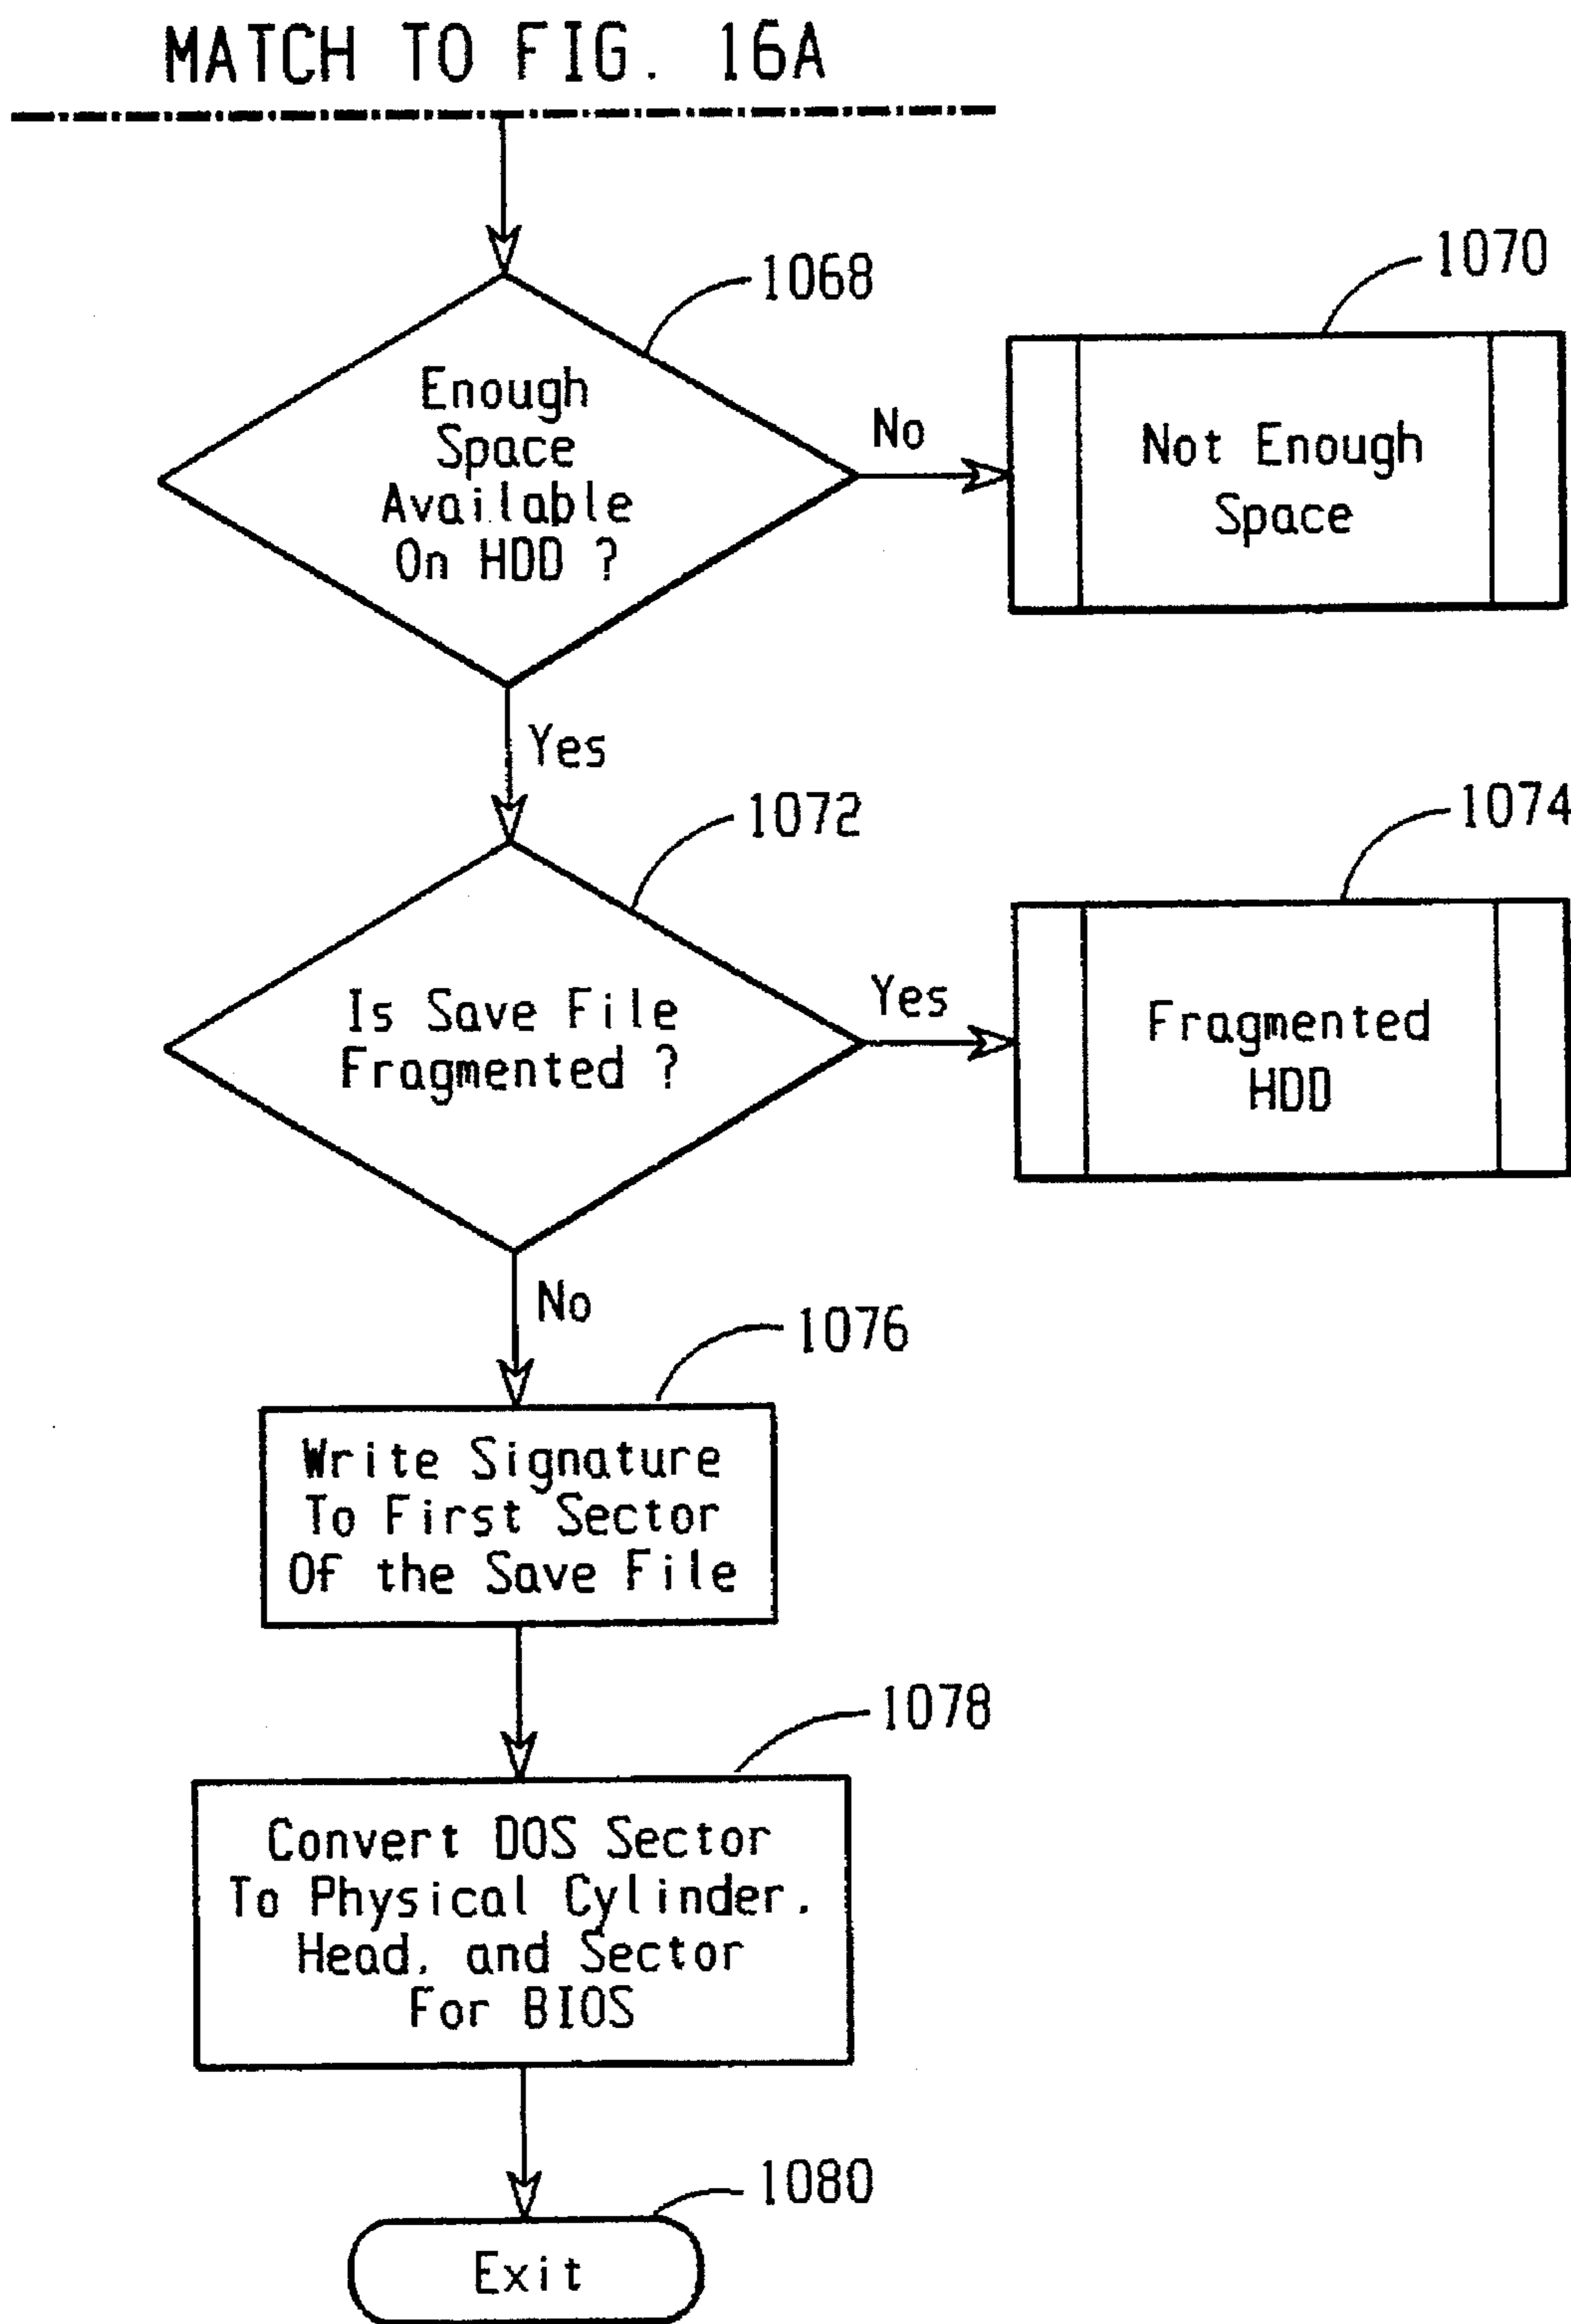 MATCH TO FIG. 16A
1068
Enough
Space
Available
On HDD ?
No
1070
Not Enough
Space
Yes
1072
Is Save File
Fragmented ?
Yes
1074
Fragmented
HDD
No
1076
Write Signature
To First Sector
Of the Save File
1078
Convert DOS Sector
To Physical Cylinder.
Head. and Sector
For BIOS
1080
Exit